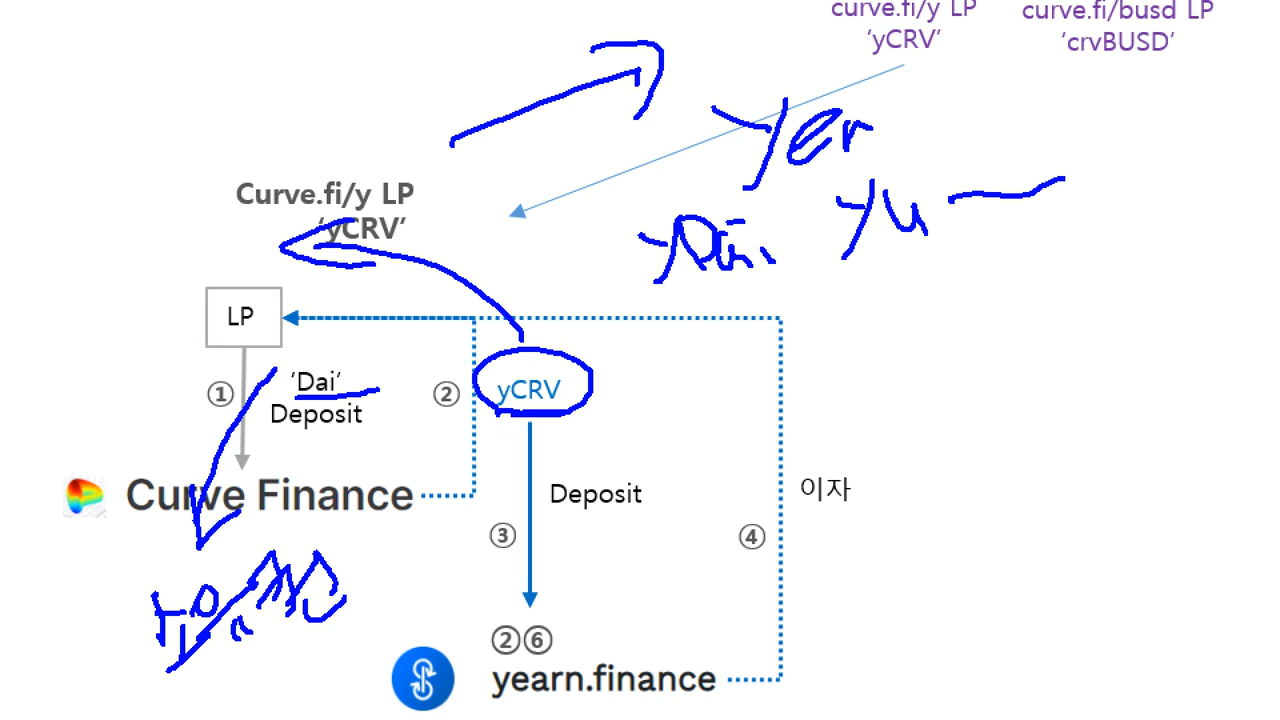 curve.fi/y LP
'yCRV'
curve.fi/busd LP
'crvBUSD'
Curve.fi/y LP
'yCRV'
LP
①
'Dai'
Deposit
②
yCRV
Curve Finance
Deposit
③
④
이자
②⑥
yearn.finance